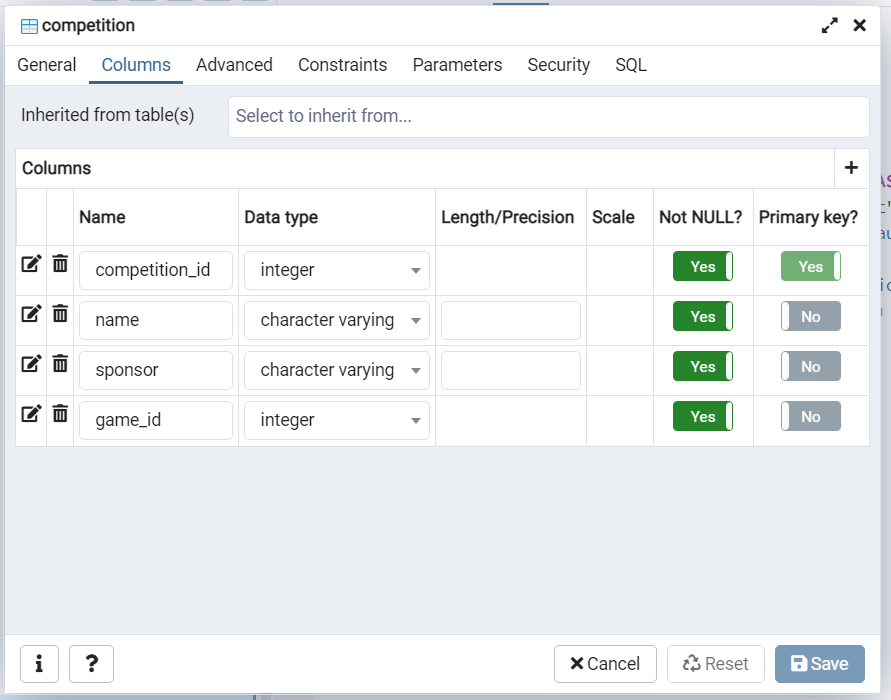 competition
General Columns Advanced Constraints Parameters Security SQL
Inherited from table(s) Select to inherit from...
Columns
Name Data type Length/Precision Scale Not NULL? Primary key?
competition_id integer Yes Yes
name character varying Yes No
sponsor character varying Yes No
game_id integer Yes No
Cancel Reset Save